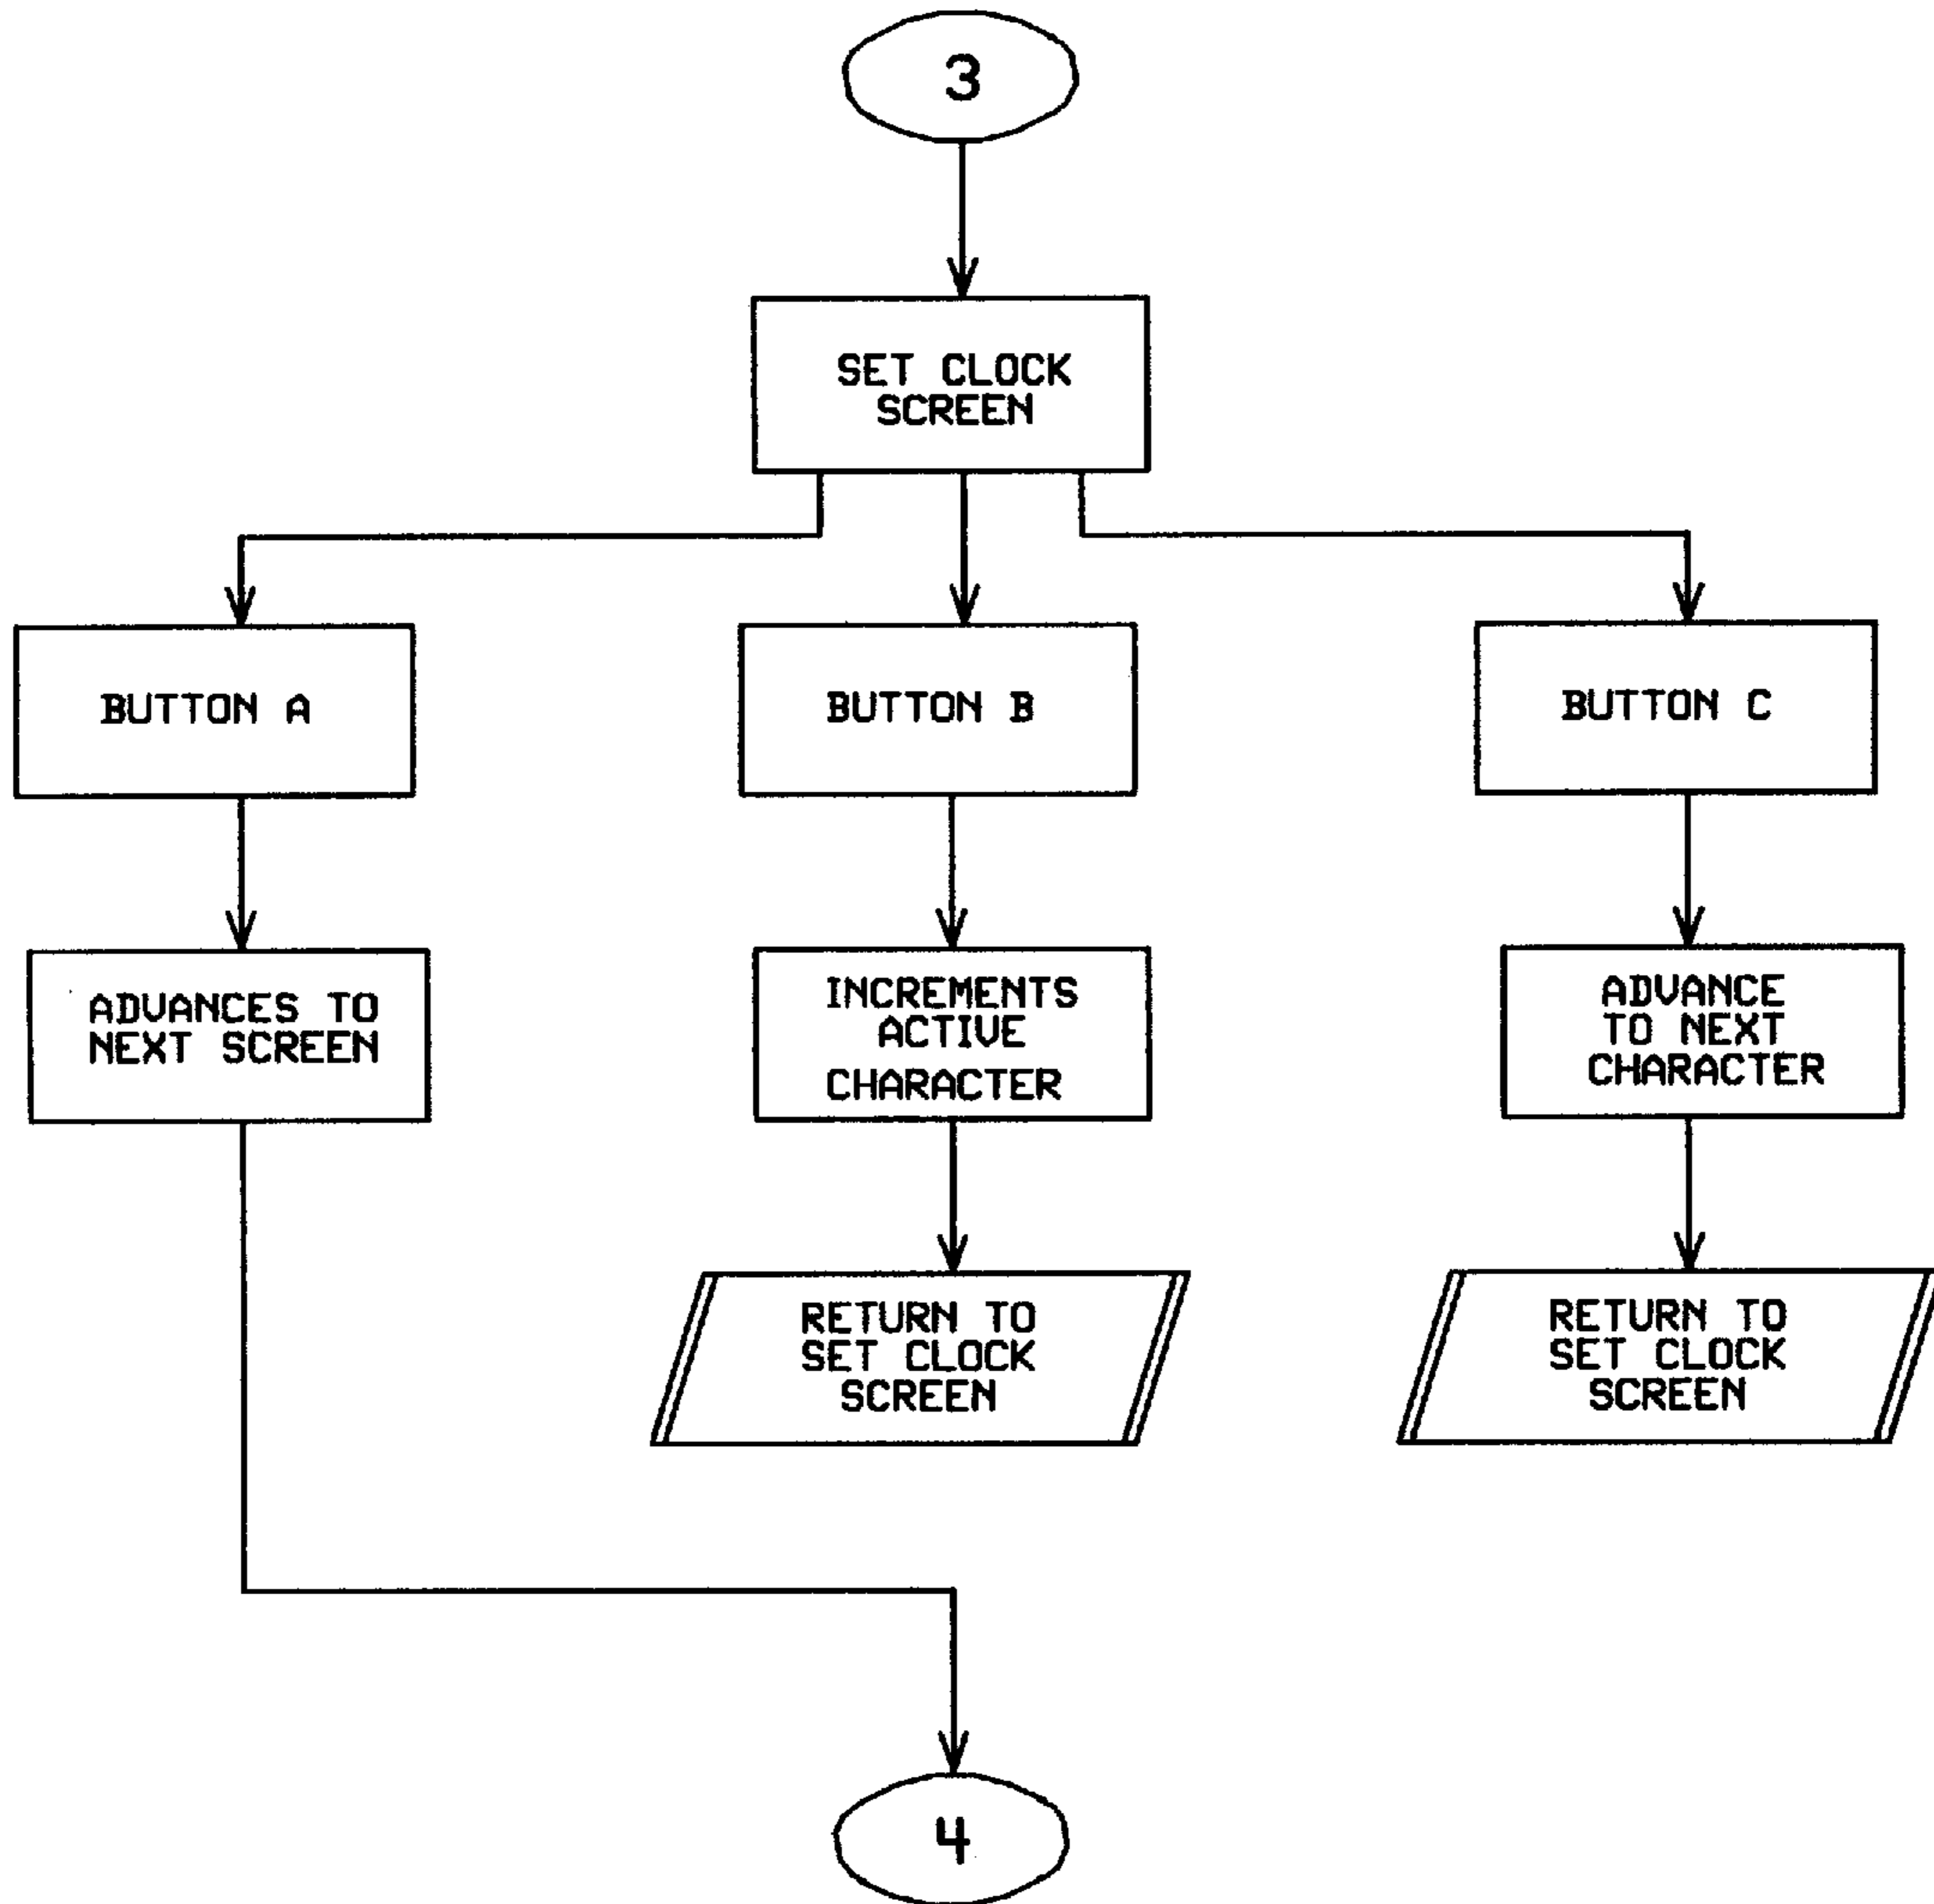 3
SET CLOCK
SCREEN
BUTTON A
BUTTON B
BUTTON C
ADVANCES TO
NEXT SCREEN
INCREMENTS
ACTIVE
CHARACTER
ADVANCE
TO NEXT
CHARACTER
RETURN TO
SET CLOCK
SCREEN
RETURN TO
SET CLOCK
SCREEN
4